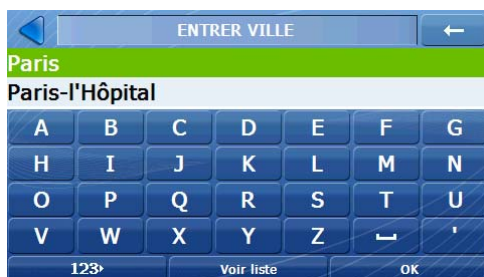 ENTRER VILLE
Paris
Paris-l'Hôpital
A B C D E F G
H I J K L M N
O P Q R S T U
V W X Y Z '
123 Voir liste OK